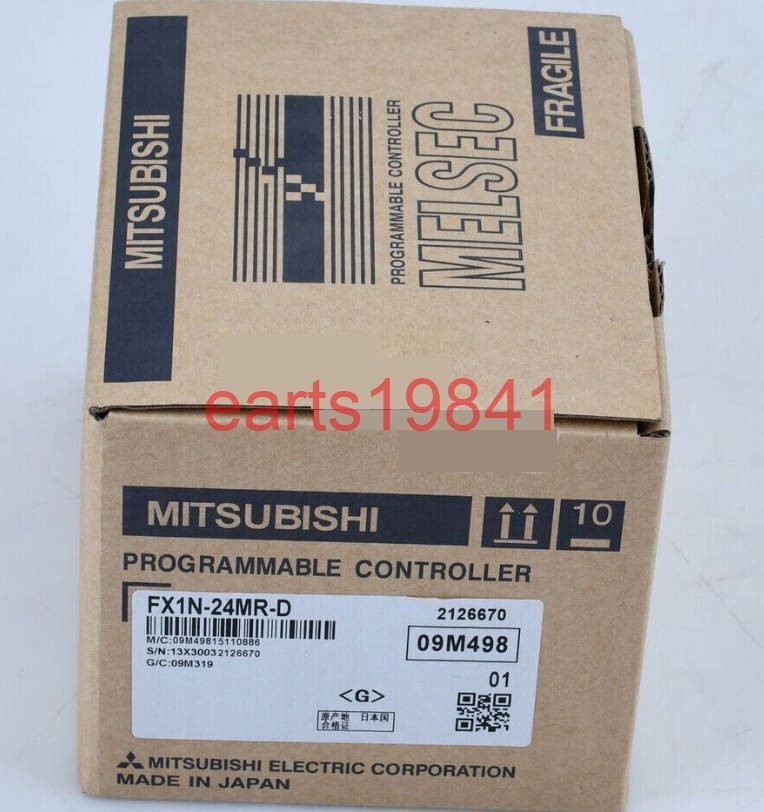 MITSUBISHI
PROGRAMMABLE CONTROLLER
MELSEC
FRAGILE
earts19841
MITSUBISHI
10
PROGRAMMABLE CONTROLLER
FX1N-24MR-D
2126670
M/C:09M49815110886
S/N:13X30032126670
G/C:09M319
09M498
01
<G>
原产地 日本国
合格证
MITSUBISHI ELECTRIC CORPORATION
MADE IN JAPAN